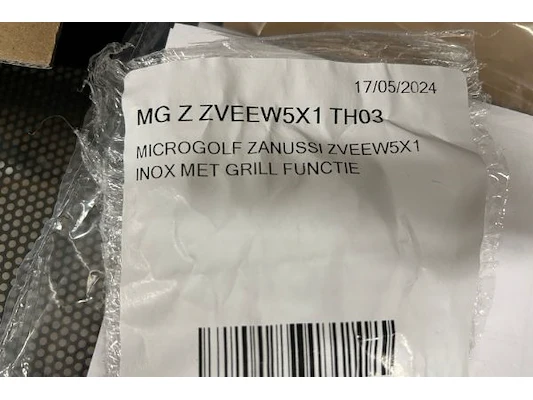 17/05/2024
MG Z ZVEEW5X1 TH03
MICROGOLF ZANUSSI ZVEEW5X1
INOX MET GRILL FUNCTIE